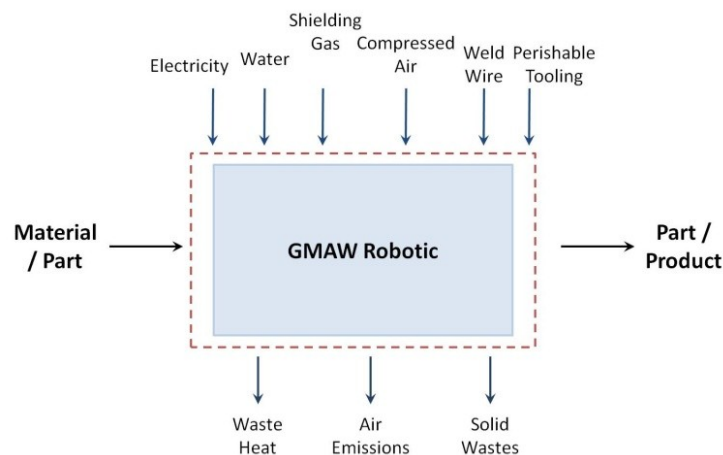 Electricity
Water
Shielding
Gas
Compressed
Air
Weld
Wire
Perishable
Tooling
Material
/ Part
GMAW Robotic
Part /
Product
Waste
Heat
Air
Emissions
Solid
Wastes